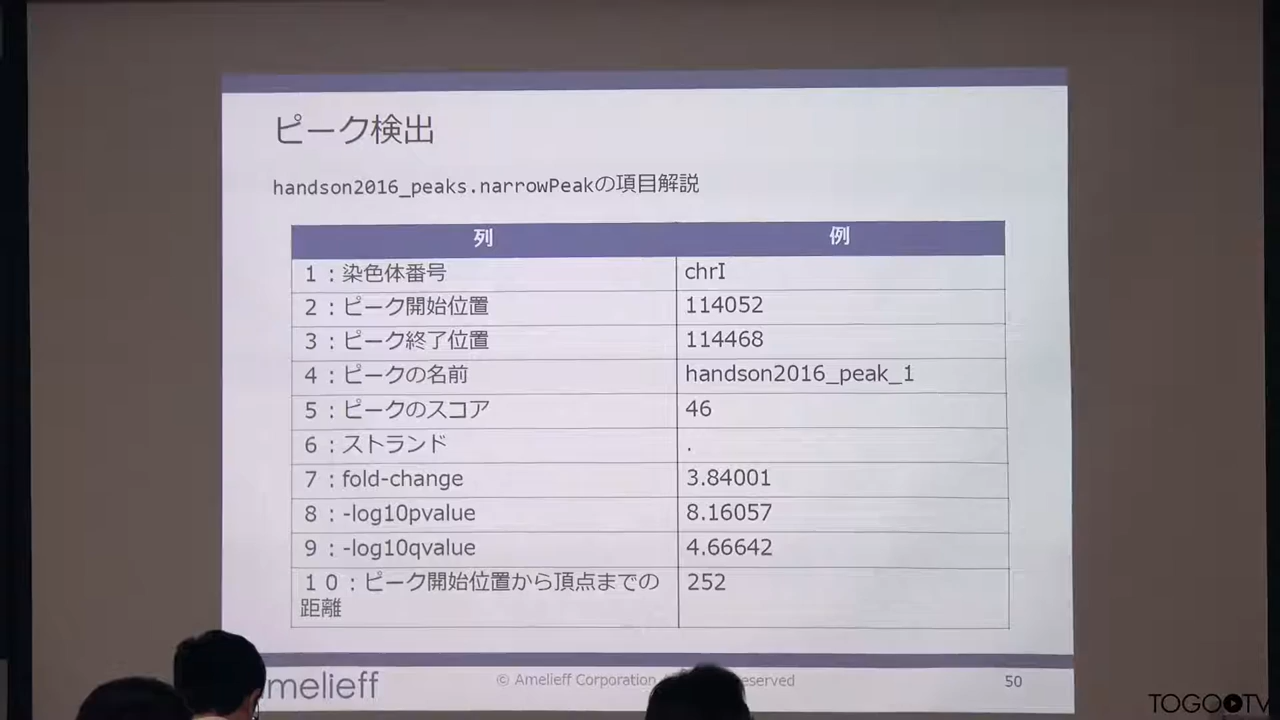 ピーク検出
handson2016_peaks.narrowPeakの項目解説
列 例
1：染色体番号 chrI
2：ピーク開始位置 114052
3：ピーク終了位置 114468
4：ピークの名前 handson2016_peak_1
5：ピークのスコア 46
6：ストランド .
7：fold-change 3.84001
8：-log10pvalue 8.16057
9：-log10qvalue 4.66642
１０：ピーク開始位置から頂点までの 252
距離
melieff © Amelieff Corporation eserved 50
TOGOTV